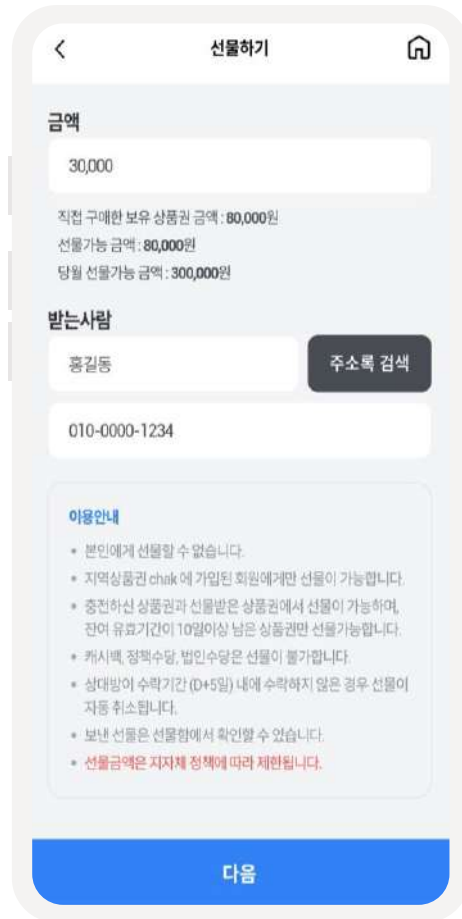 선물하기
금액
30,000
직접 구매한 보유 상품권 금액 : 80,000원
선물가능 금액 : 80,000원
당월 선물가능 금액 : 300,000원
받는사람
홍길동
주소록 검색
010-0000-1234
이용안내
• 본인에게 선물할 수 없습니다.
• 지역상품권 chak 에 가입된 회원에게만 선물이 가능합니다.
• 충전하신 상품권과 선물받은 상품권에서 선물이 가능하며,
잔여 유효기간이 10일이상 남은 상품권만 선물가능합니다.
• 캐시백, 정책수당, 법인수당은 선물이 불가합니다.
• 상대방이 수락기간 (D+5일) 내에 수락하지 않은 경우 선물이
자동 취소됩니다.
• 보낸 선물은 선물함에서 확인할 수 있습니다.
• 선물금액은 지자체 정책에 따라 제한됩니다.
다음